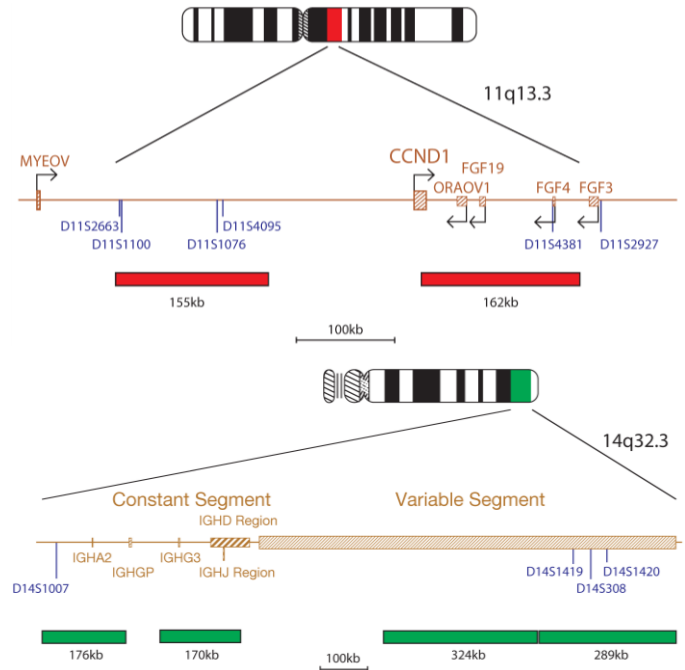 11q13.3
MYEOV
CCND1
FGF19
ORAOV1
FGF4
FGF3
D11S2663
D11S4095
D11S1100
D11S1076
D11S4381
D11S2927
155kb
162kb
100kb
14q32.3
Constant Segment
Variable Segment
IGHD Region
IGHA2
IGHGP
IGHG3
IGHJ Region
D14S1007
D14S1419
D14S1420
D14S308
176kb
170kb
100kb
324kb
289kb